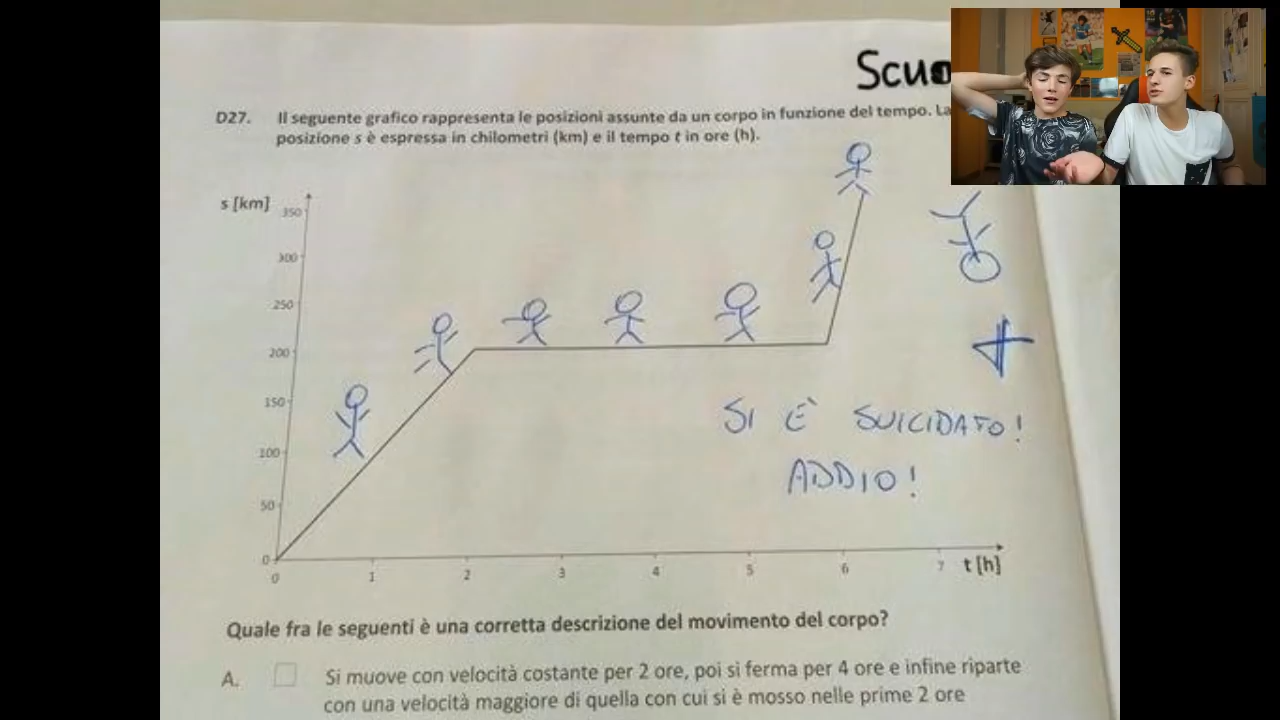 Scuo
D27. Il seguente grafico rappresenta le posizioni assunte da un corpo in funzione del tempo. La
posizione s è espressa in chilometri (km) e il tempo t in ore (h).
s [km]
350
300
250
200
150
100
50
0
0 1 2 3 4 5 6 7 t [h]
SI È SUICIDATO!
ADDIO!
Quale fra le seguenti è una corretta descrizione del movimento del corpo?
A. Si muove con velocità costante per 2 ore, poi si ferma per 4 ore e infine riparte
con una velocità maggiore di quella con cui si è mosso nelle prime 2 ore